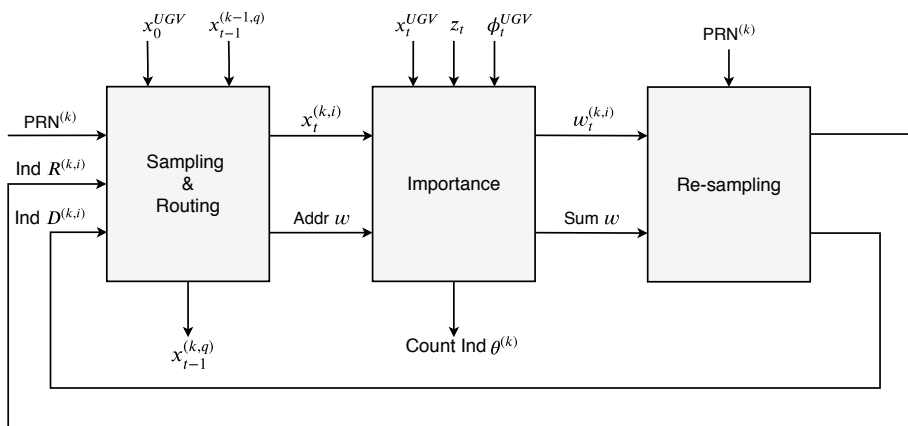 x_0^{UGV} x_{t-1}^{(k-1,q)} x_t^{UGV} z_t ϕ_t^{UGV}
PRN^{(k)}
PRN^{(k)}
x_t^{(k,i)}
w_t^{(k,i)}
Ind R^{(k,i)}
Sampling
&
Routing
Importance
Re-sampling
Ind D^{(k,i)}
Addr w
Sum w
x_{t-1}^{(k,q)}
Count Ind θ^{(k)}